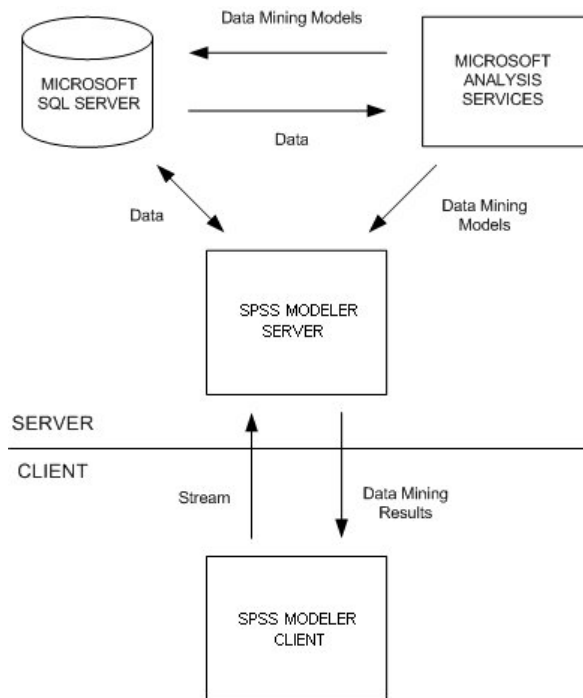 Data Mining Models
MICROSOFT
SQL SERVER
MICROSOFT
ANALYSIS
SERVICES
Data
Data
Data Mining
Models
SPSS MODELER
SERVER
SERVER
CLIENT
Stream
Data Mining
Results
SPSS MODELER
CLIENT